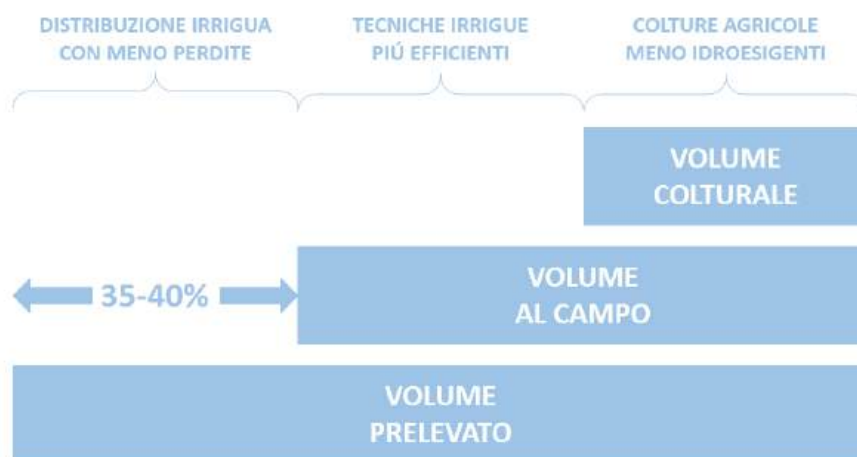 DISTRIBUZIONE IRRIGUA
CON MENO PERDITE
TECNICHE IRRIGUE
PIÚ EFFICIENTI
COLTURE AGRICOLE
MENO IDROESIGENTI
VOLUME
COLTURALE
35-40%
VOLUME
AL CAMPO
VOLUME
PRELEVATO